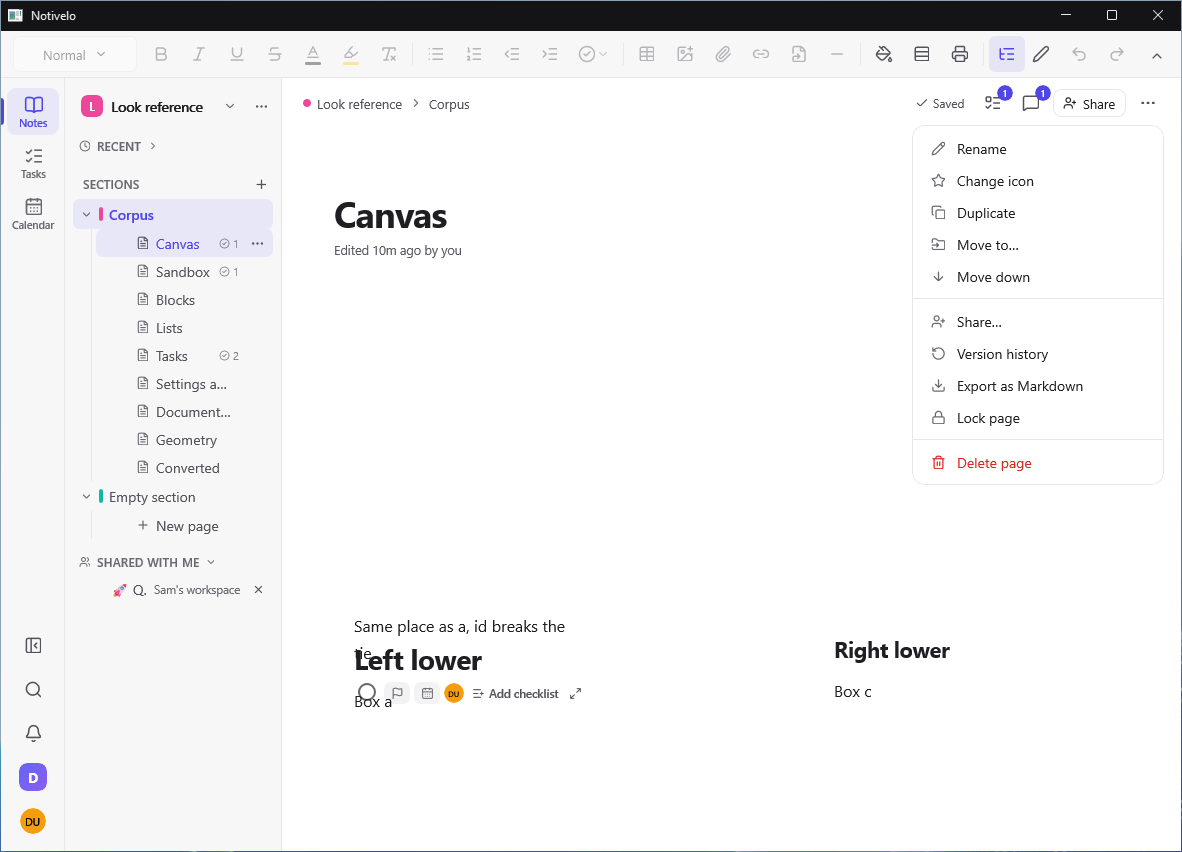 Notivelo
Normal
Notes
Tasks
Calendar
D
DU
L Look reference
RECENT
SECTIONS
Corpus
Canvas 1
Sandbox 1
Blocks
Lists
Tasks 2
Settings a...
Document...
Geometry
Converted
Empty section
New page
SHARED WITH ME
Q. Sam's workspace
Look reference Corpus
Saved 1 1 Share
Canvas
Edited 10m ago by you
Rename
Change icon
Duplicate
Move to...
Move down
Share...
Version history
Export as Markdown
Lock page
Delete page
Same place as a, id breaks the
tie
Left lower
DU Add checklist
Box a
Right lower
Box c